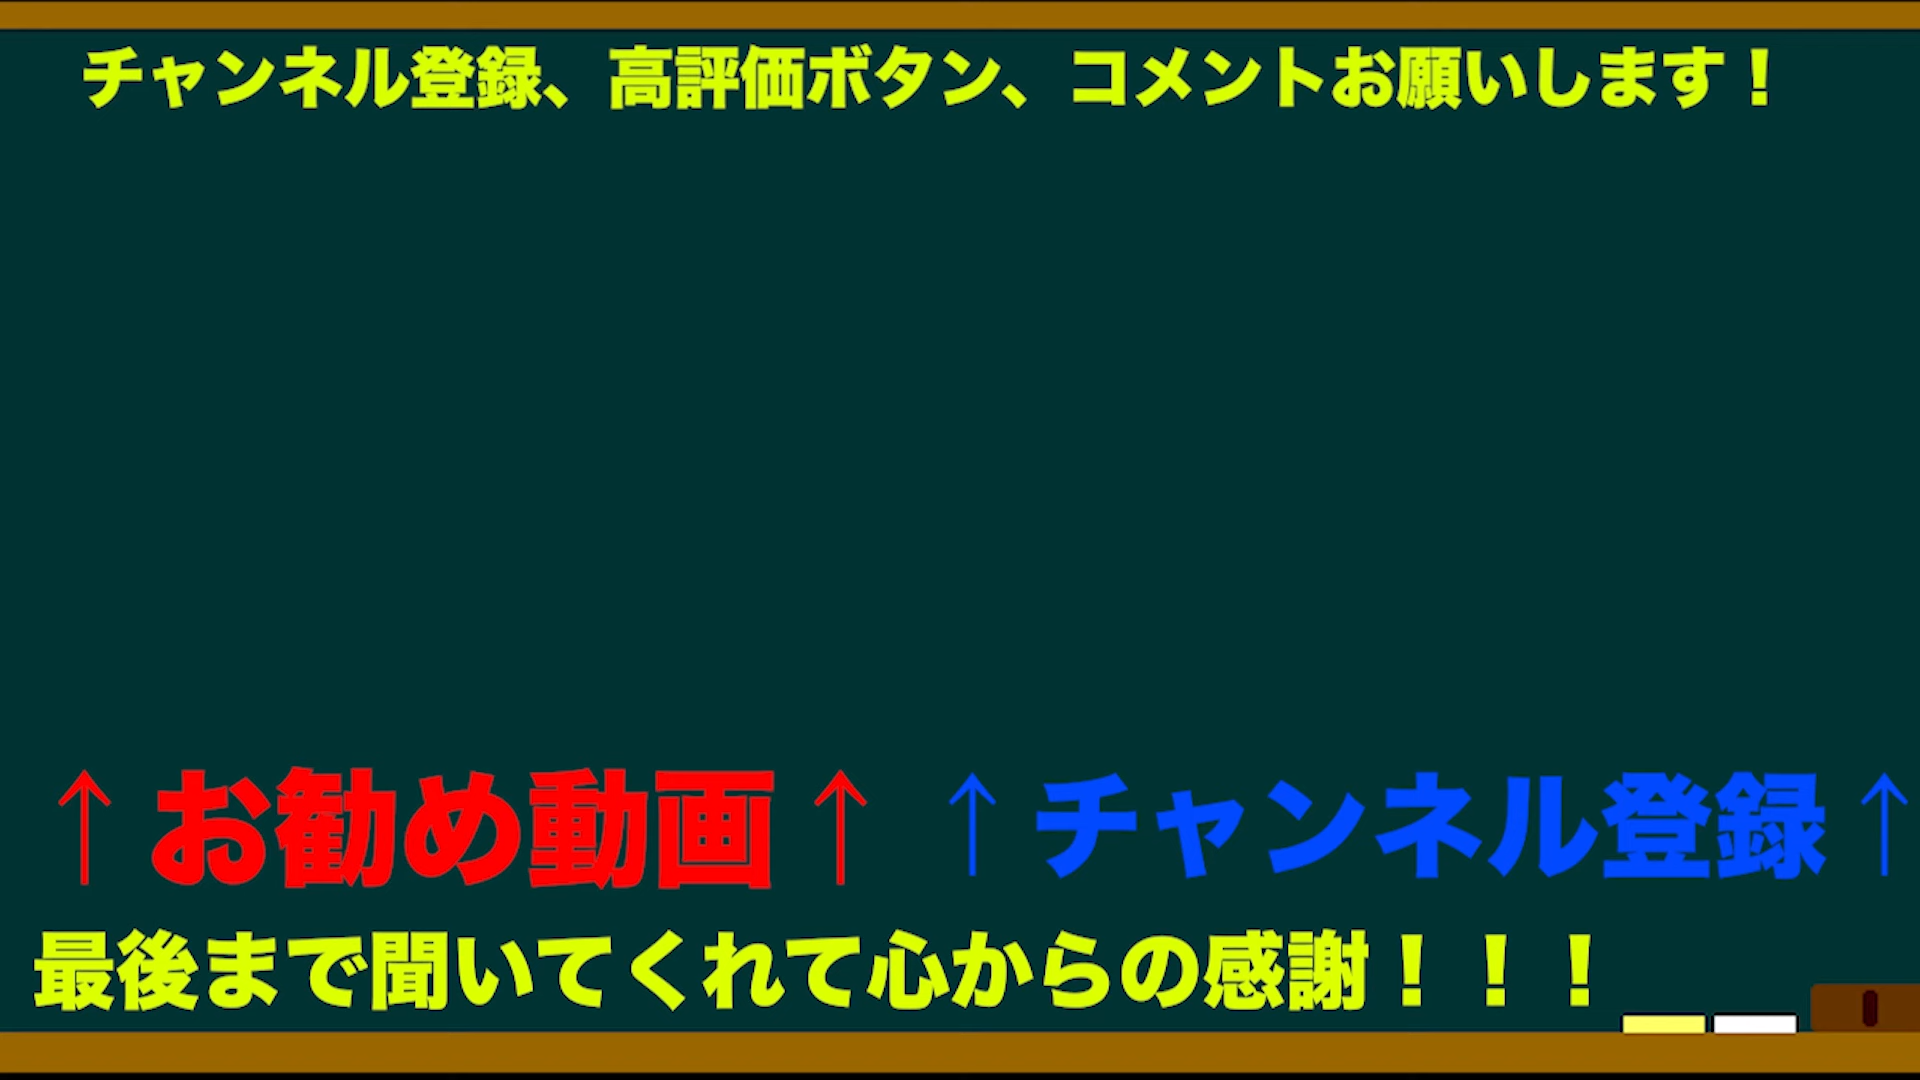 チャンネル登録、高評価ボタン、コメントお願いします！
↑お勧め動画↑ ↑チャンネル登録↑
最後まで聞いてくれて心からの感謝！！！